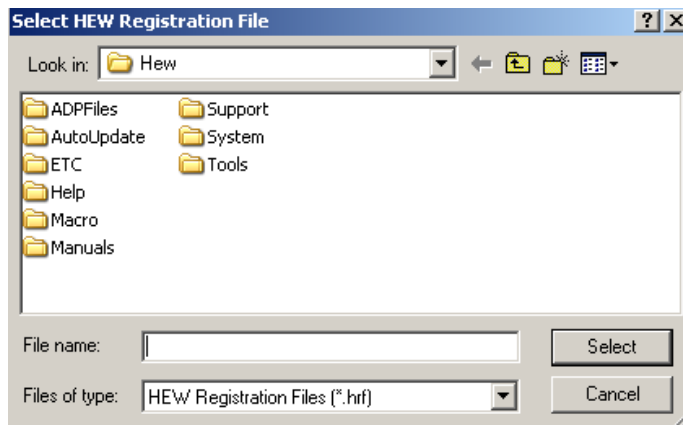 Select HEW Registration File
Look in: Hew
ADPFiles Support
AutoUpdate System
ETC Tools
Help
Macro
Manuals
File name: Select
Files of type: HEW Registration Files (*.hrf) Cancel